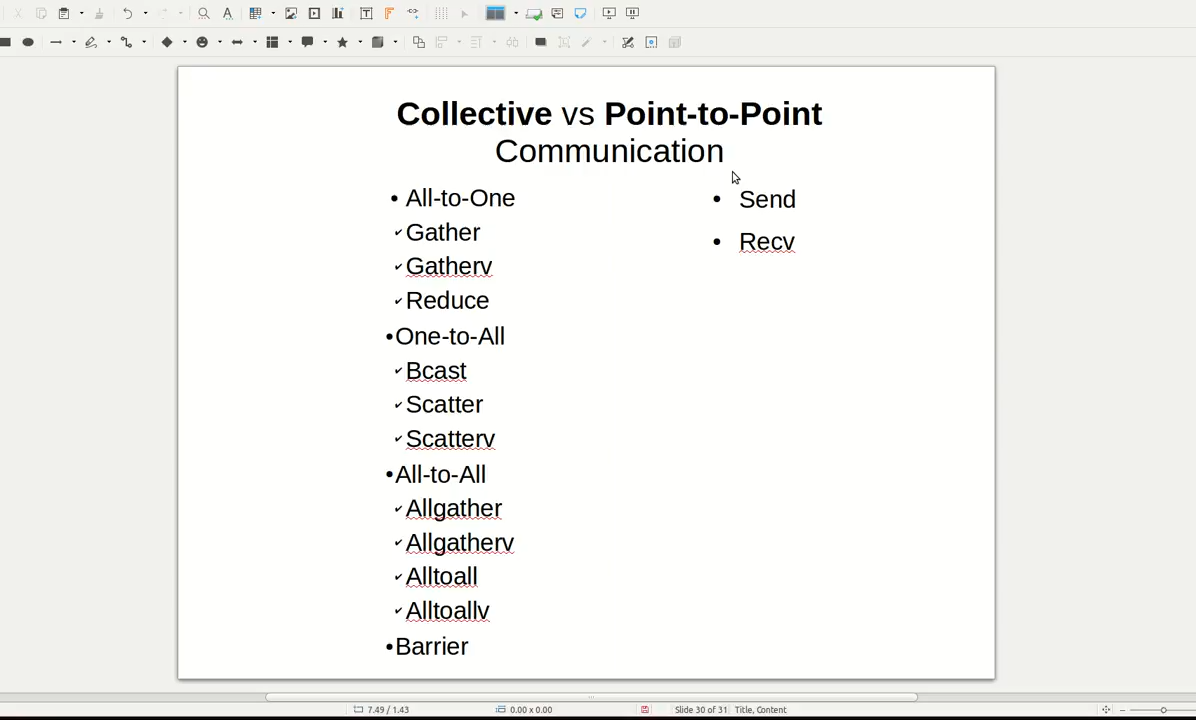 Collective vs Point-to-Point
Communication
• All-to-One
✔ Gather
✔ Gatherv
✔ Reduce
• One-to-All
✔ Bcast
✔ Scatter
✔ Scatterv
• All-to-All
✔ Allgather
✔ Allgatherv
✔ Alltoall
✔ Alltoallv
• Barrier
• Send
• Recv
7.49 / 1.43 0.00 x 0.00 Slide 30 of 31 Title, Content